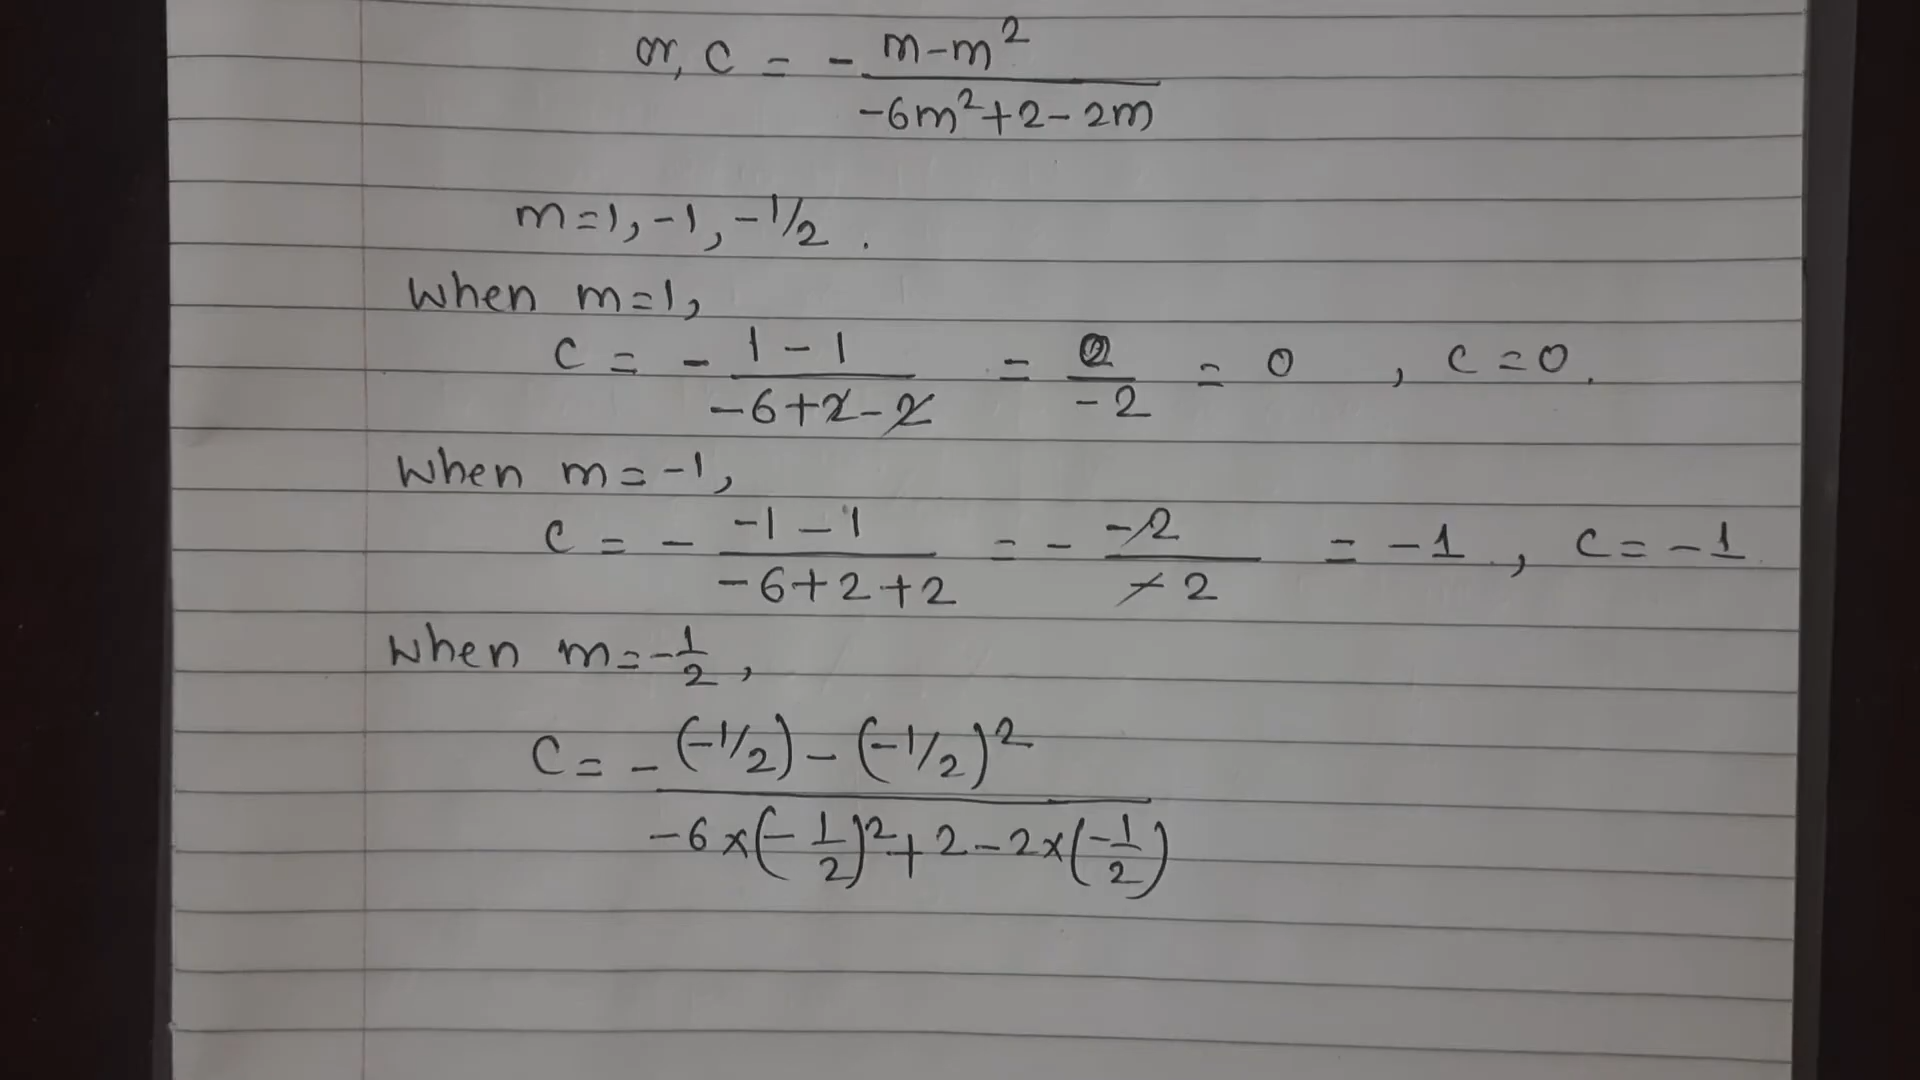 or, c = - (m-m²)/(-6m²+2-2m)
m=1, -1, -1/2 .
When m=1,
c = - (1-1)/(-6+2-2) = 0/-2 = 0 , c=0.
When m=-1,
c = - (-1-1)/(-6+2+2) = - (-2)/(-2) = -1 , c=-1
When m=-1/2 ,
c = - ((-1/2) - (-1/2)²)/(-6×(-1/2)²+2-2×(-1/2))